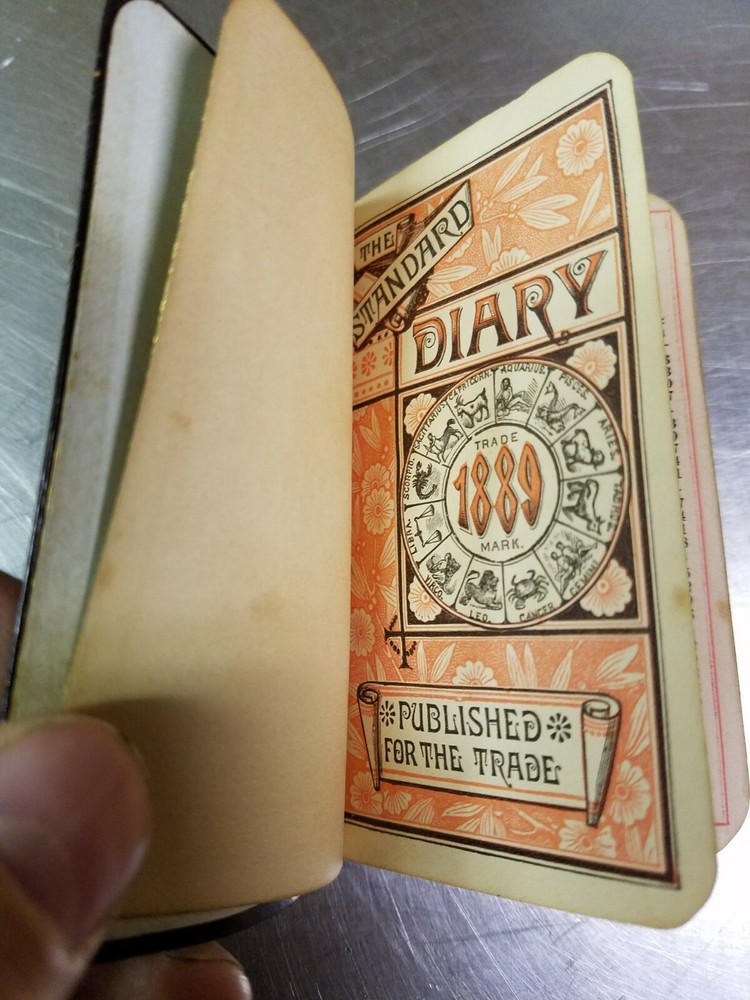 THE
STANDARD
DIARY
CAPRICORN.
AQUARIUS.
PISCES.
ARIES.
TAURUS.
GEMINI
CANCER
LEO.
VIRGO.
LIBRA.
SCORPIO.
SAGITTARIUS
TRADE
1889
MARK.
PUBLISHED
FOR THE TRADE